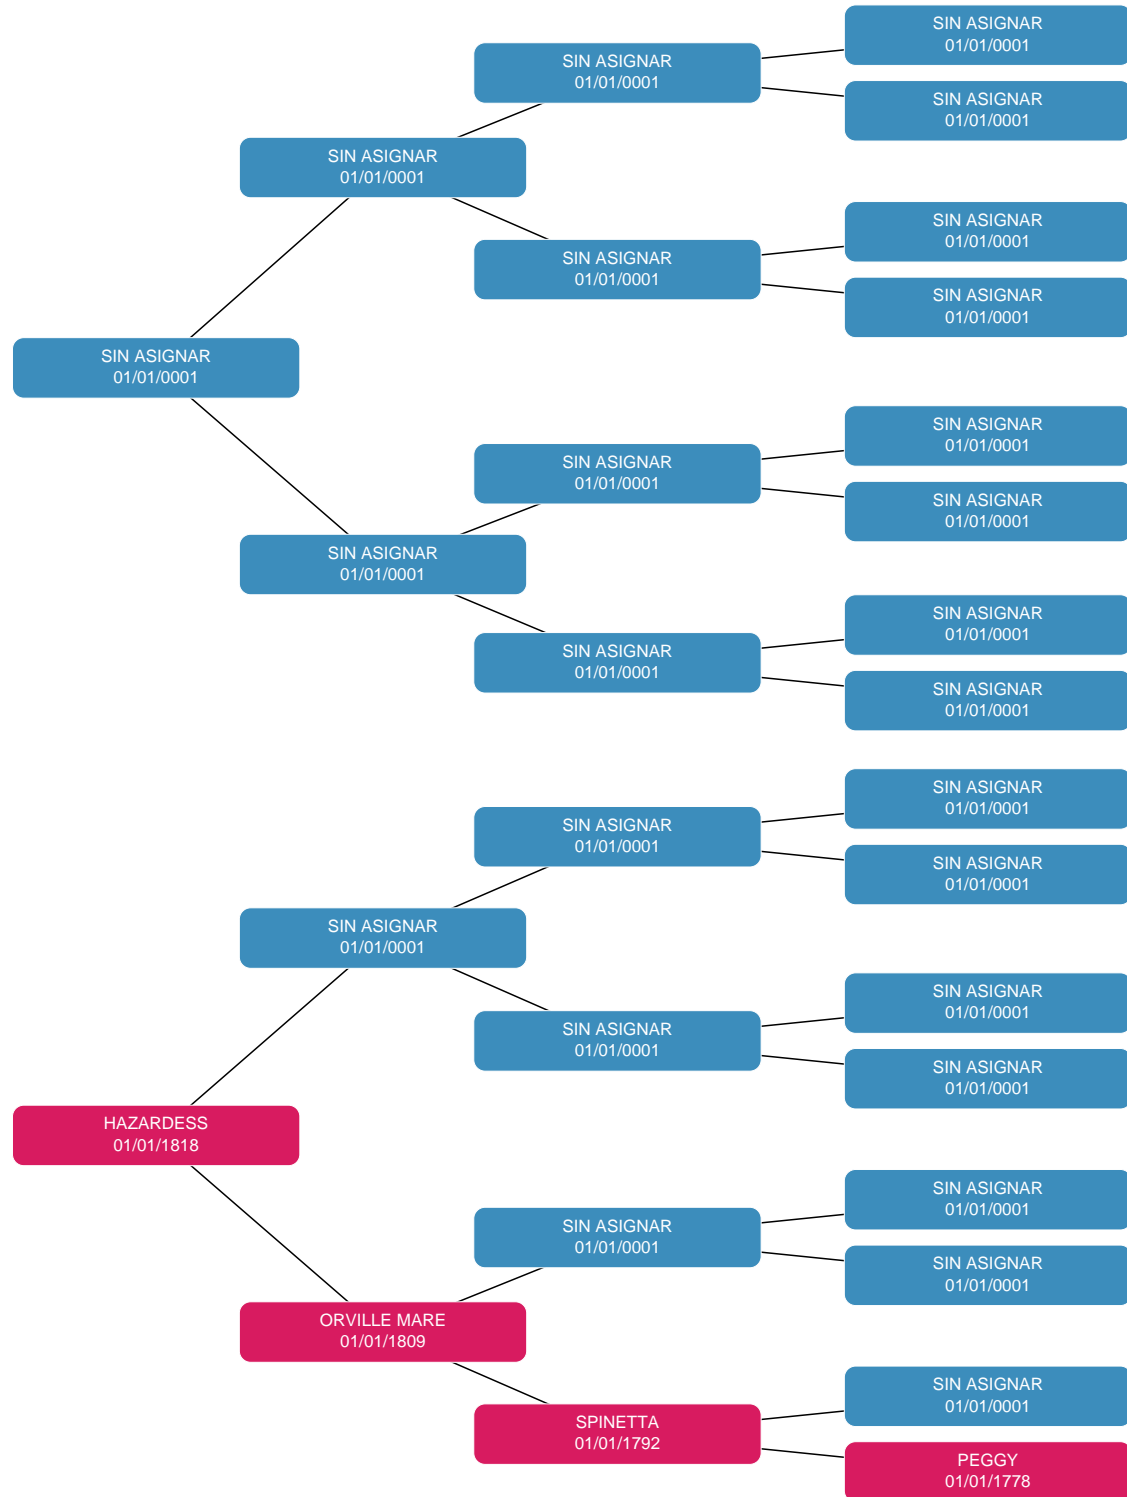 SIN ASIGNAR
01/01/0001
SIN ASIGNAR
01/01/0001
SIN ASIGNAR
01/01/0001
SIN ASIGNAR
01/01/0001
SIN ASIGNAR
01/01/0001
SIN ASIGNAR
01/01/0001
SIN ASIGNAR
01/01/0001
SIN ASIGNAR
01/01/0001
SIN ASIGNAR
01/01/0001
SIN ASIGNAR
01/01/0001
SIN ASIGNAR
01/01/0001
SIN ASIGNAR
01/01/0001
SIN ASIGNAR
01/01/0001
SIN ASIGNAR
01/01/0001
SIN ASIGNAR
01/01/0001
SIN ASIGNAR
01/01/0001
SIN ASIGNAR
01/01/0001
SIN ASIGNAR
01/01/0001
SIN ASIGNAR
01/01/0001
SIN ASIGNAR
01/01/0001
SIN ASIGNAR
01/01/0001
SIN ASIGNAR
01/01/0001
HAZARDESS
01/01/1818
SIN ASIGNAR
01/01/0001
SIN ASIGNAR
01/01/0001
SIN ASIGNAR
01/01/0001
ORVILLE MARE
01/01/1809
SIN ASIGNAR
01/01/0001
SPINETTA
01/01/1792
PEGGY
01/01/1778